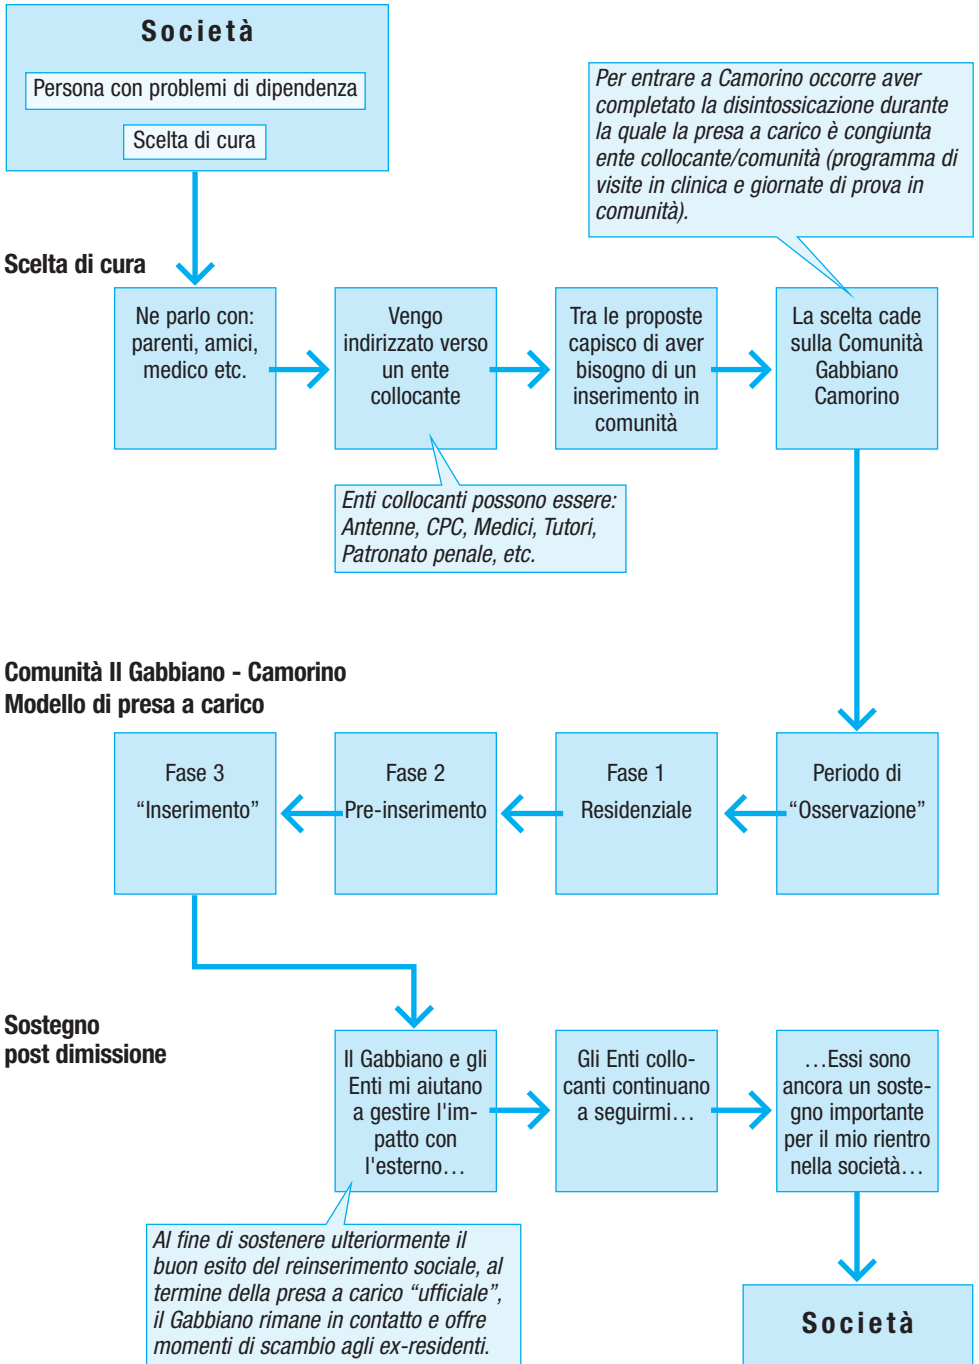 Società
Persona con problemi di dipendenza
Scelta di cura
Per entrare a Camorino occorre aver
completato la disintossicazione durante
la quale la presa a carico è congiunta
ente collocante/comunità (programma di
visite in clinica e giornate di prova in
comunità).
Scelta di cura
Ne parlo con:
parenti, amici,
medico etc.
Vengo
indirizzato verso
un ente
collocante
Tra le proposte
capisco di aver
bisogno di un
inserimento in
comunità
La scelta cade
sulla Comunità
Gabbiano
Camorino
Enti collocanti possono essere:
Antenne, CPC, Medici, Tutori,
Patronato penale, etc.
Comunità Il Gabbiano - Camorino
Modello di presa a carico
Fase 3
“Inserimento”
Fase 2
Pre-inserimento
Fase 1
Residenziale
Periodo di
“Osservazione”
Sostegno
post dimissione
Il Gabbiano e gli
Enti mi aiutano
a gestire l'im-
patto con
l'esterno…
Gli Enti collo-
canti continuano
a seguirmi…
…Essi sono
ancora un soste-
gno importante
per il mio rientro
nella società…
Al fine di sostenere ulteriormente il
buon esito del reinserimento sociale, al
termine della presa a carico “ufficiale”,
il Gabbiano rimane in contatto e offre
momenti di scambio agli ex-residenti.
Società